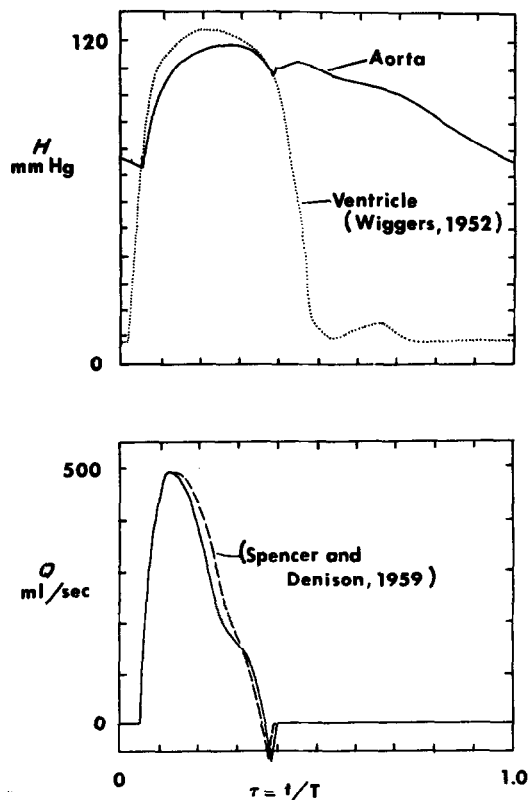 120
H
mm Hg
Aorta
Ventricle
(Wiggers, 1952)
0
500
Q
ml/sec
(Spencer and
Denison, 1959)
0
0
τ = t/T
1.0